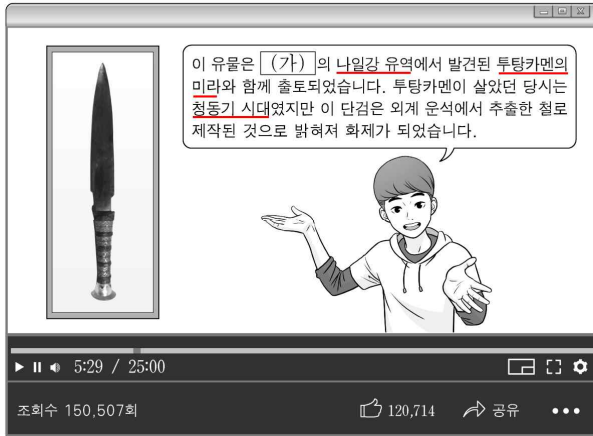 이 유물은 (가) 의 나일강 유역에서 발견된 투탕카멘의
미라와 함께 출토되었습니다. 투탕카멘이 살았던 당시는
청동기 시대였지만 이 단검은 외계 운석에서 추출한 철로
제작된 것으로 밝혀져 화제가 되었습니다.
5:29 / 25:00
조회수 150,507회 120,714 공유